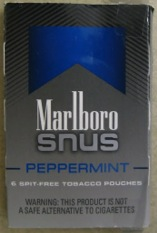 Marlboro
snus
PEPPERMINT
6 SPIT-FREE TOBACCO POUCHES
WARNING: THIS PRODUCT IS NOT
A SAFE ALTERNATIVE TO CIGARETTES